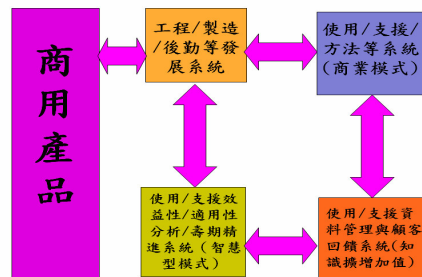 商用產品
工程/製造
/後勤等發
展系統
使用/支援/
方法等系統
(商業模式)
使用/支援效
益性/適用性
分析/壽期精
進系統(智慧
型模式)
使用/支援資
料管理與顧客
回饋系統(知
識擴增加值)